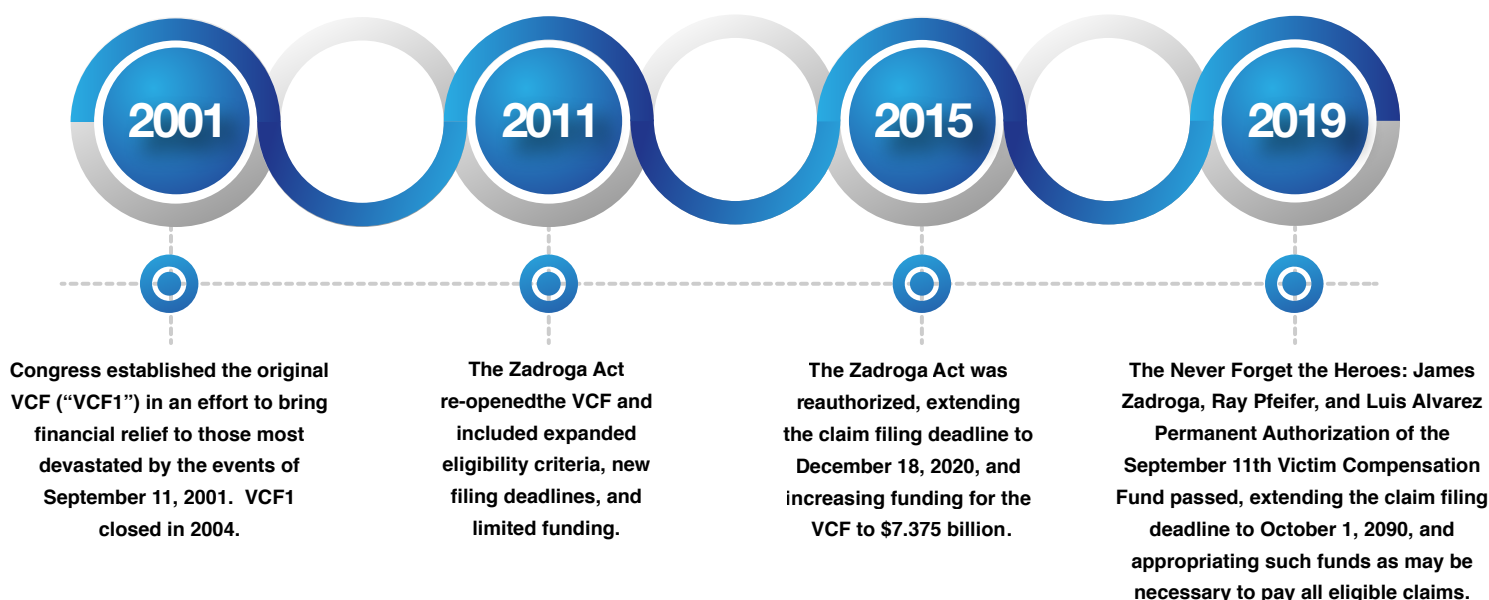 2001
2011
2015
2019
Congress established the original
VCF (“VCF1”) in an effort to bring
financial relief to those most
devastated by the events of
September 11, 2001.  VCF1
closed in 2004.
The Zadroga Act
re-openedthe VCF and
included expanded
eligibility criteria, new
filing deadlines, and
limited funding.
The Zadroga Act was
reauthorized, extending
the claim filing deadline to
December 18, 2020, and
increasing funding for the
VCF to $7.375 billion.
The Never Forget the Heroes: James
Zadroga, Ray Pfeifer, and Luis Alvarez
Permanent Authorization of the
September 11th Victim Compensation
Fund passed, extending the claim filing
deadline to October 1, 2090, and
appropriating such funds as may be
necessary to pay all eligible claims.